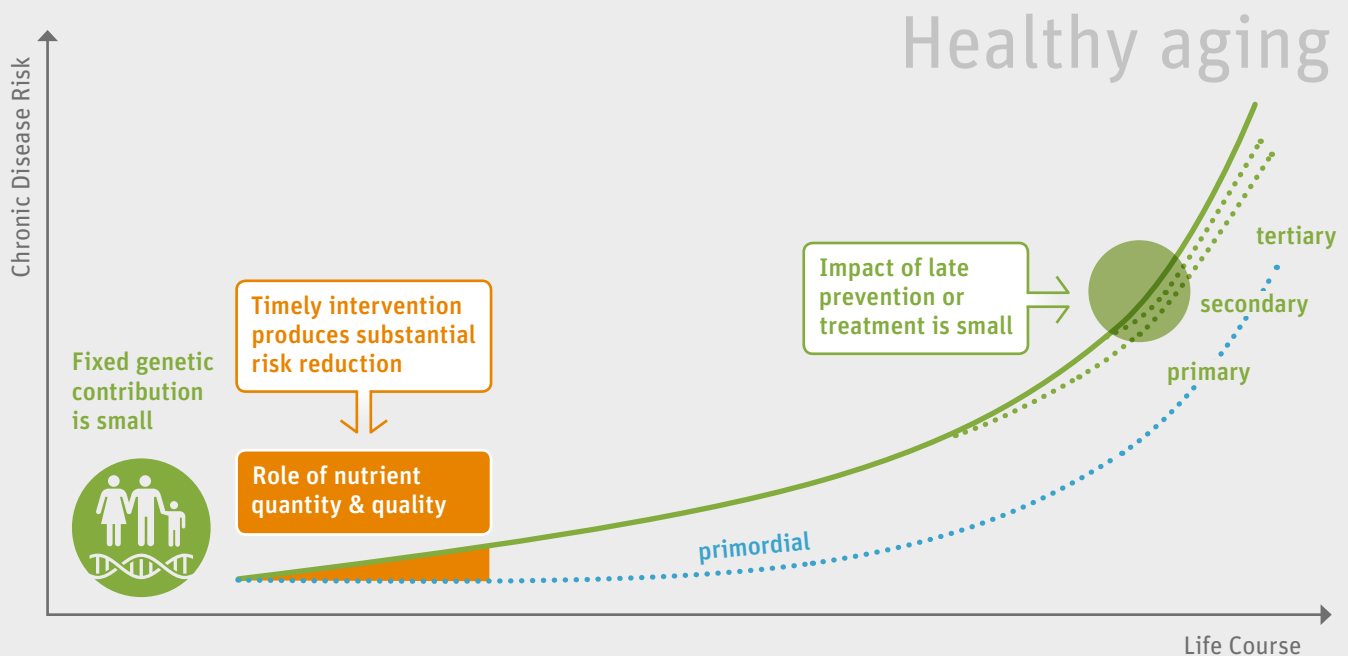 Healthy aging
Chronic Disease Risk
Timely intervention
produces substantial
risk reduction
Impact of late
prevention or
treatment is small
tertiary
secondary
primary
Fixed genetic
contribution
is small
Role of nutrient
quantity & quality
primordial
Life Course